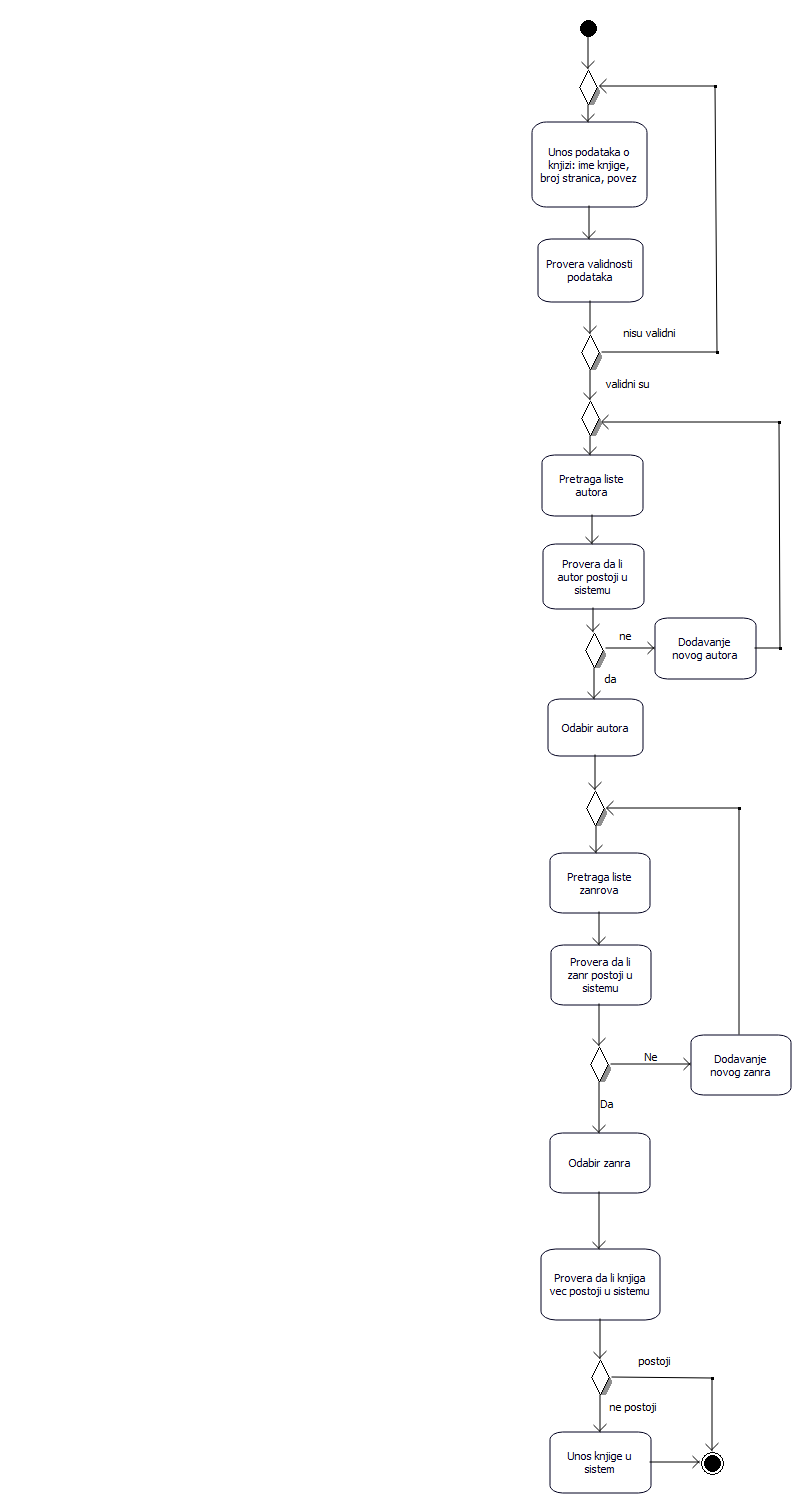 Unos podataka o
knjizi: ime knjige,
broj stranica, povez
Provera validnosti
podataka
nisu validni
validni su
Pretraga liste
autora
Provera da li
autor postoji u
sistemu
ne
Dodavanje
novog autora
da
Odabir autora
Pretraga liste
zanrova
Provera da li
zanr postoji u
sistemu
Ne
Dodavanje
novog zanra
Da
Odabir zanra
Provera da li knjiga
vec postoji u sistemu
postoji
ne postoji
Unos knjige u
sistem